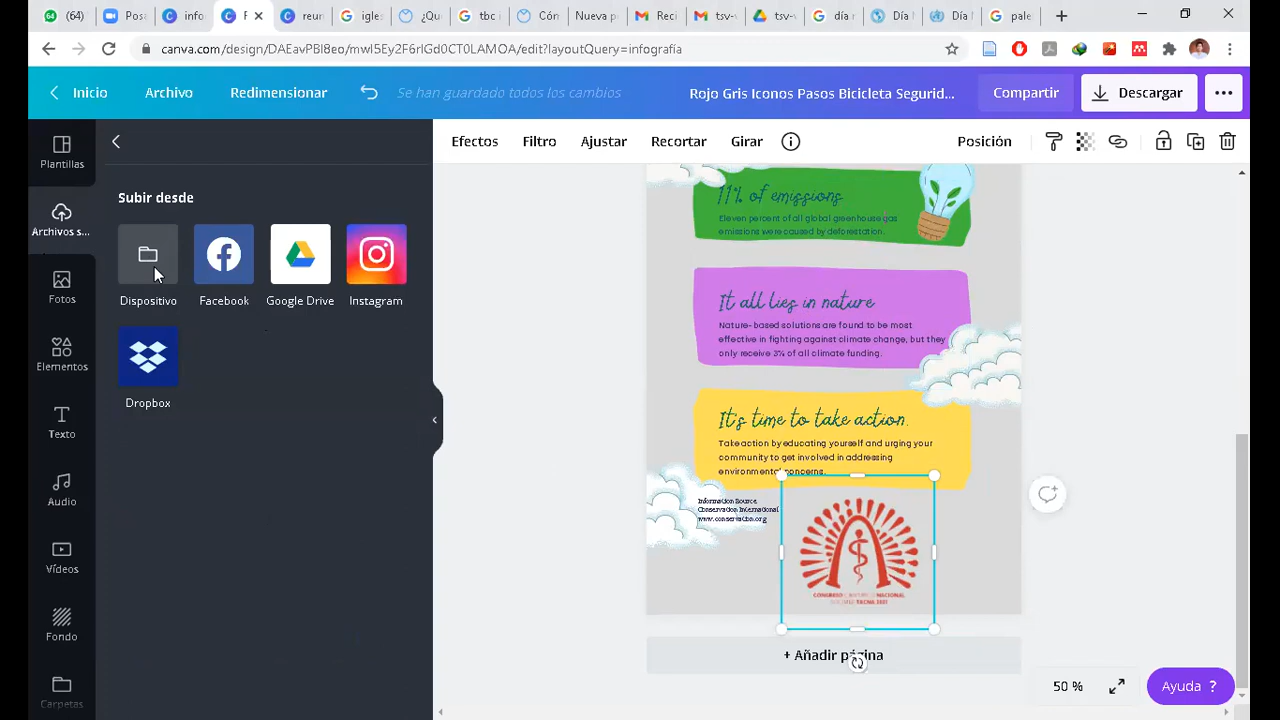 (64)
Pos
info
F
reur
igle:
¿Qu
tbc
Cón
Nueva p
Reci
tsv-
tsv-v
día r
Día l
Día l
pale
canva.com/design/DAEavPBI8eo/mwI5Ey2F6rIGd0CT0LAMOA/edit?layoutQuery=infografía
Inicio
Archivo
Redimensionar
Se han guardado todos los cambios
Rojo Gris Iconos Pasos Bicicleta Segurid...
Compartir
Descargar
Plantillas
Archivos s...
Fotos
Elementos
Texto
Audio
Vídeos
Fondo
Carpetas
Subir desde
Dispositivo
Facebook
Google Drive
Instagram
Dropbox
Efectos
Filtro
Ajustar
Recortar
Girar
Posición
11% of emissions
Eleven percent of all global greenhouse gas
emissions were caused by deforestation.
It all lies in nature
Nature-based solutions are found to be most
effective in fighting against climate change, but they
only receive 3% of all climate funding.
It's time to take action.
Take action by educating yourself and urging your
community to get involved in addressing
environmental concerns.
Information Source
Conservation International
www.conservation.org
CONGRESO CIENTÍFICO NACIONAL
TACNA 2021
+ Añadir página
50 %
Ayuda ?